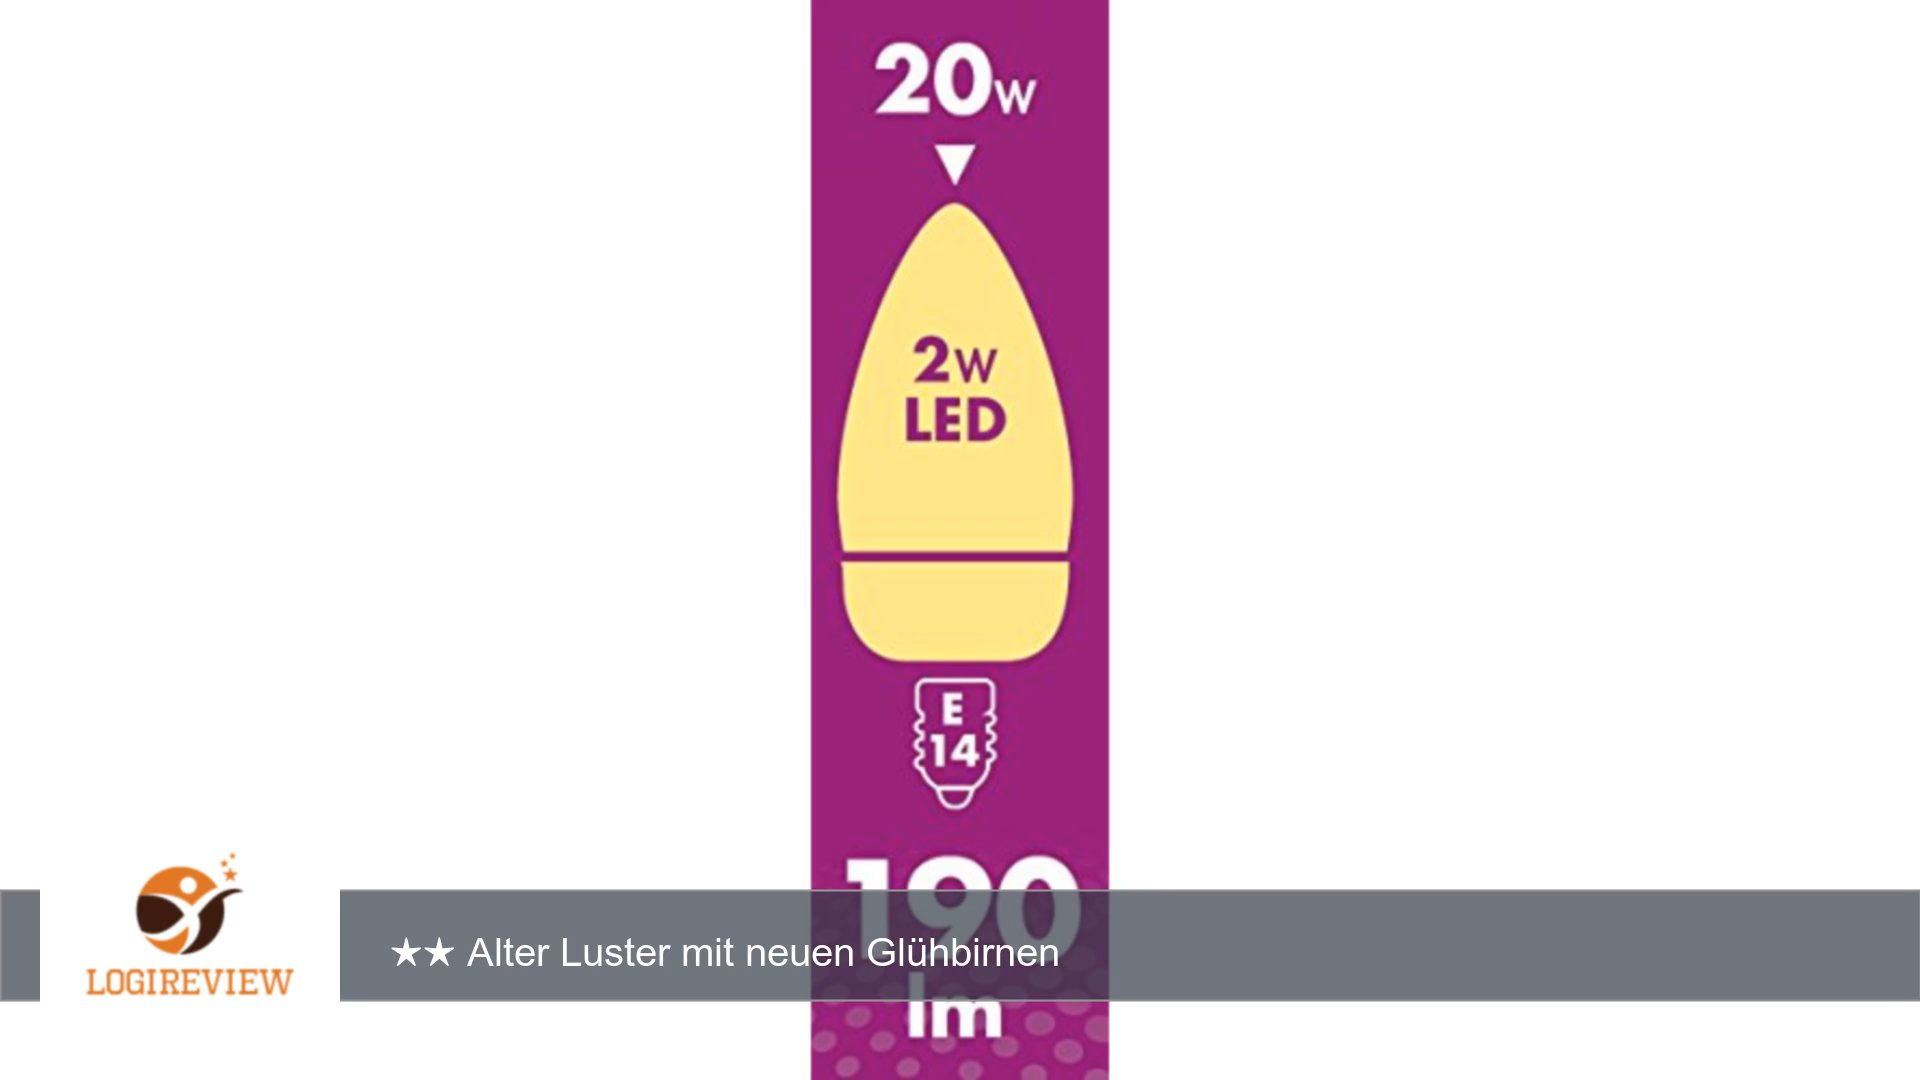 20W
2W
LED
E
14
190
lm
★★ Alter Luster mit neuen Glühbirnen
LOGIREVIEW